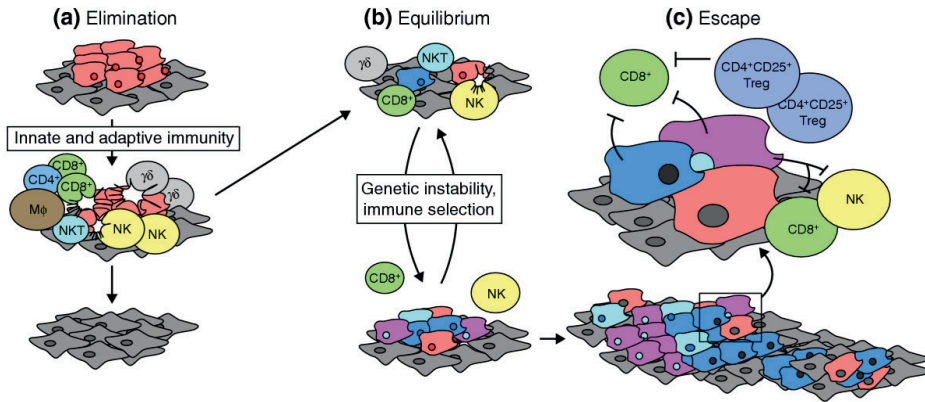 (a) Elimination
Innate and adaptive immunity
CD8⁺
CD4⁺
CD8⁺
γδ
γδ
Mϕ
NKT
NK
NK
(b) Equilibrium
γδ
NKT
CD8⁺
NK
Genetic instability,
immune selection
CD8⁺
NK
(c) Escape
CD8⁺
CD4⁺CD25⁺
Treg
CD4⁺CD25⁺
Treg
NK
CD8⁺